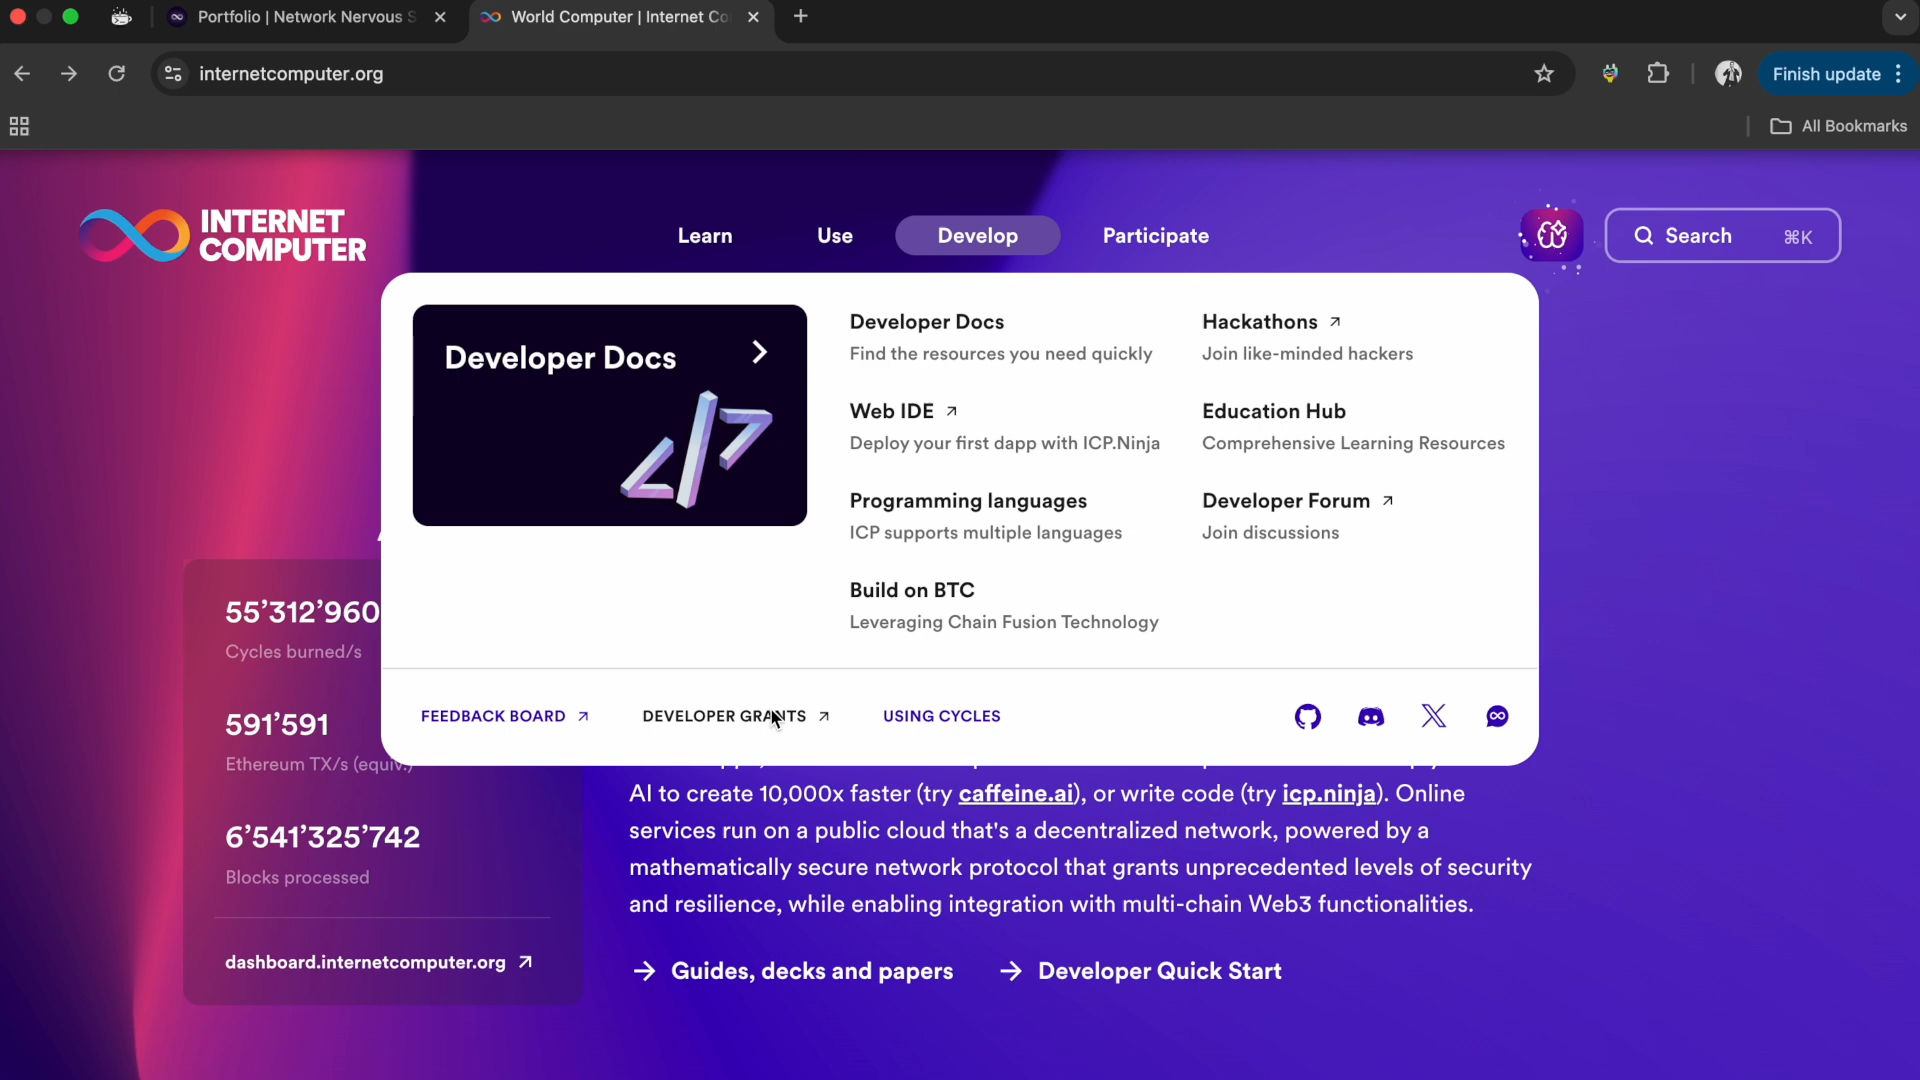 Portfolio | Network Nervous S
World Computer | Internet Co
internetcomputer.org
Finish update
All Bookmarks
INTERNET
COMPUTER
Learn
Use
Develop
Participate
Search
⌘K
Developer Docs
Developer Docs
Find the resources you need quickly
Web IDE
Deploy your first dapp with ICP.Ninja
Programming languages
ICP supports multiple languages
Build on BTC
Leveraging Chain Fusion Technology
Hackathons
Join like-minded hackers
Education Hub
Comprehensive Learning Resources
Developer Forum
Join discussions
FEEDBACK BOARD
DEVELOPER GRANTS
USING CYCLES
55’312’960
Cycles burned/s
591’591
Ethereum TX/s (equiv.)
6’541’325’742
Blocks processed
dashboard.internetcomputer.org
AI to create 10,000x faster (try caffeine.ai), or write code (try icp.ninja). Online
services run on a public cloud that's a decentralized network, powered by a
mathematically secure network protocol that grants unprecedented levels of security
and resilience, while enabling integration with multi-chain Web3 functionalities.
Guides, decks and papers
Developer Quick Start